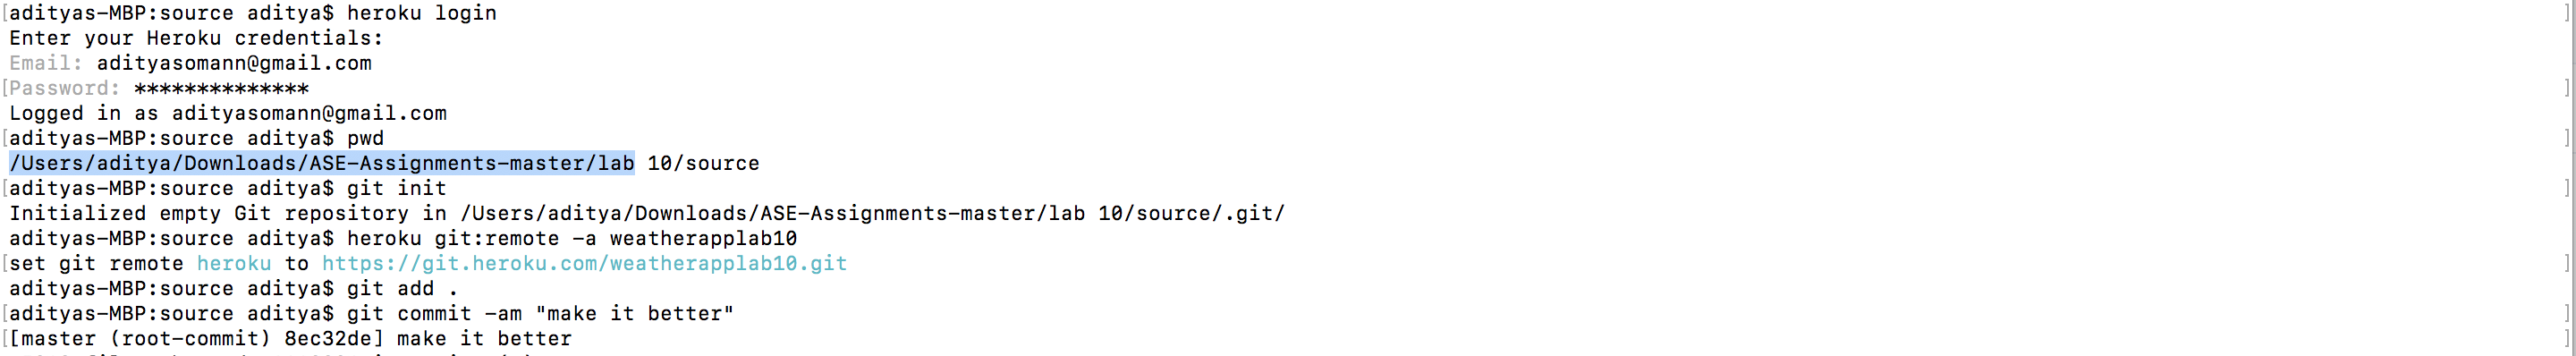 [adityas-MBP:source aditya$ heroku login ]
Enter your Heroku credentials:
Email: adityasomann@gmail.com
[Password: ************** ]
Logged in as adityasomann@gmail.com
[adityas-MBP:source aditya$ pwd ]
/Users/aditya/Downloads/ASE-Assignments-master/lab 10/source
[adityas-MBP:source aditya$ git init ]
Initialized empty Git repository in /Users/aditya/Downloads/ASE-Assignments-master/lab 10/source/.git/
adityas-MBP:source aditya$ heroku git:remote -a weatherapplab10
[set git remote heroku to https://git.heroku.com/weatherapplab10.git ]
adityas-MBP:source aditya$ git add .
[adityas-MBP:source aditya$ git commit -am "make it better" ]
[[master (root-commit) 8ec32de] make it better ]